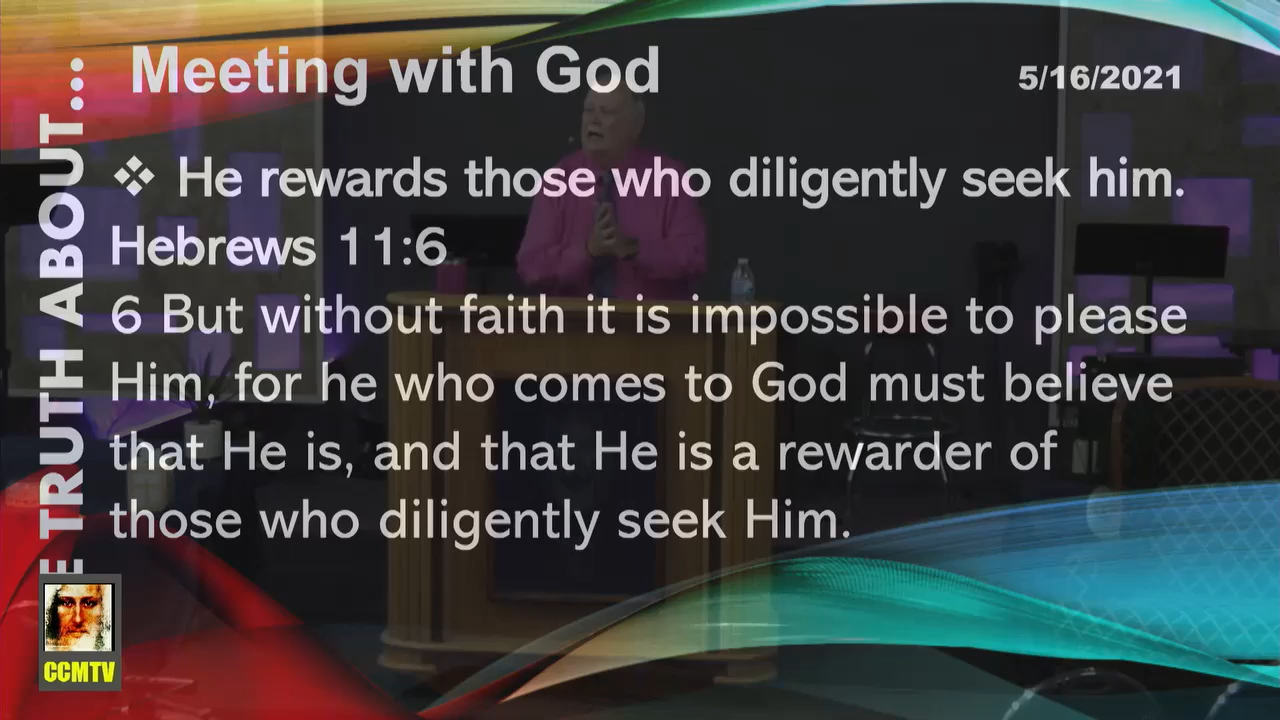 Meeting with God
5/16/2021
TRUTH ABOUT...
❖ He rewards those who diligently seek him.
Hebrews 11:6
6 But without faith it is impossible to please
Him, for he who comes to God must believe
that He is, and that He is a rewarder of
those who diligently seek Him.
CCMTV